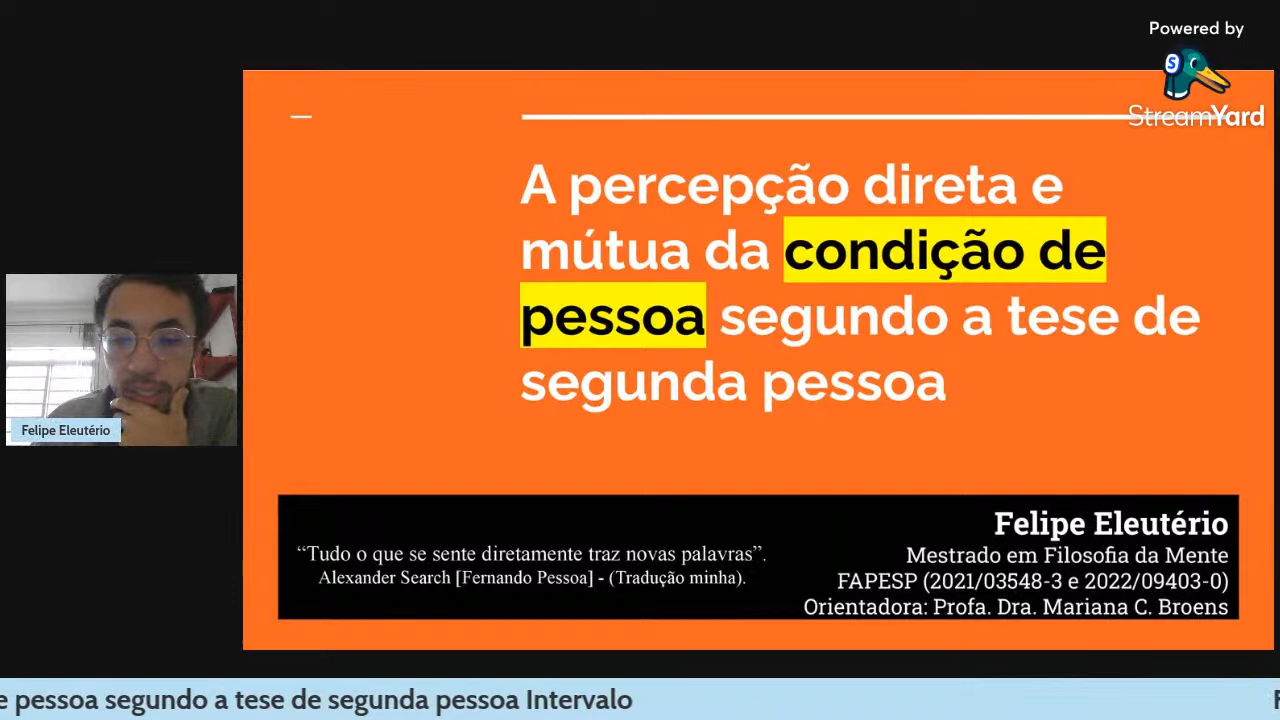 Powered by
StreamYard
A percepção direta e
mútua da condição de
pessoa segundo a tese de
segunda pessoa
Felipe Eleutério
“Tudo o que se sente diretamente traz novas palavras”.
Alexander Search [Fernando Pessoa] - (Tradução minha).
Felipe Eleutério
Mestrado em Filosofia da Mente
FAPESP (2021/03548-3 e 2022/09403-0)
Orientadora: Profa. Dra. Mariana C. Broens
e pessoa segundo a tese de segunda pessoa Intervalo